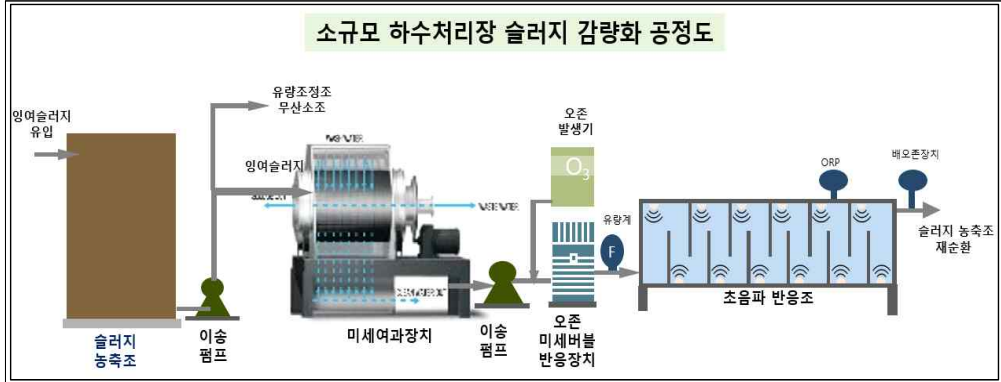 소규모 하수처리장 슬러지 감량화 공정도
유량조정조
무산소조
잉여슬러지
유입
잉여슬러지
WASTE WATER
오존
발생기
O3
유량계
F
ORP
배오존장치
슬러지 농축조
재순환
초음파 반응조
슬러지
농축조
이송
펌프
미세여과장치
이송
펌프
오존
미세버블
반응장치